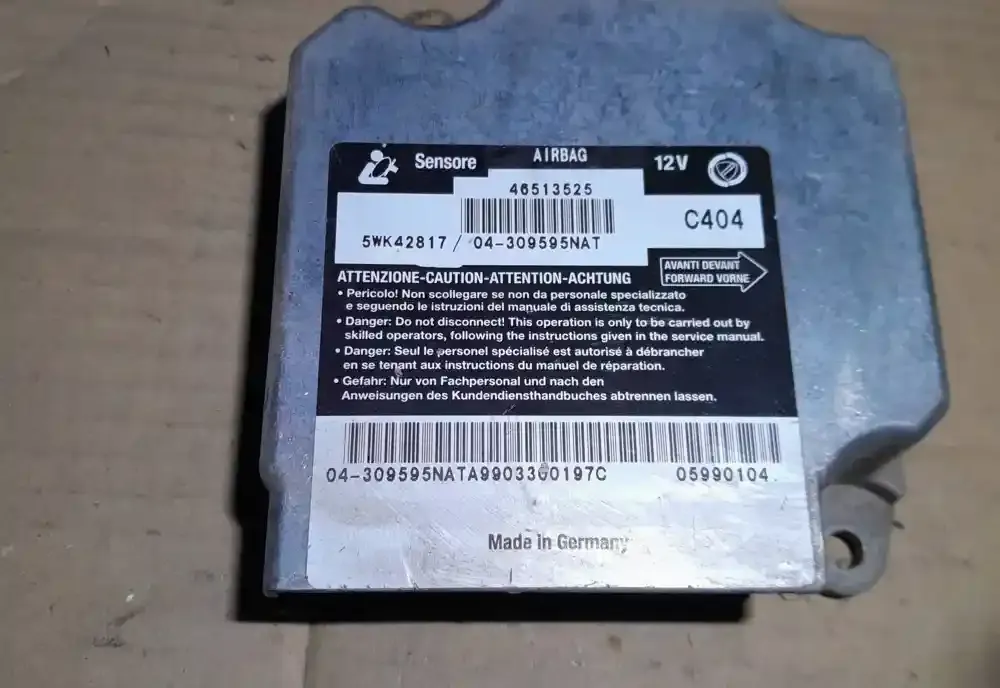 Sensore AIRBAG 12V
46513525
C404
5WK42817 / 04-309595NAT
ATTENZIONE-CAUTION-ATTENTION-ACHTUNG
AVANTI DEVANT
FORWARD VORNE
• Pericolo! Non scollegare se non da personale specializzato
e seguendo le istruzioni del manuale di assistenza tecnica.
• Danger: Do not disconnect! This operation is only to be carried out by
skilled operators, following the instructions given in the service manual.
• Danger: Seul le personel spécialisé est autorisé à débrancher
en se tenant aux instructions du manuel de réparation.
• Gefahr: Nur von Fachpersonal und nach den
Anweisungen des Kundendiensthandbuches abtrennen lassen.
04-309595NATA9903300197C 05990104
Made in Germany